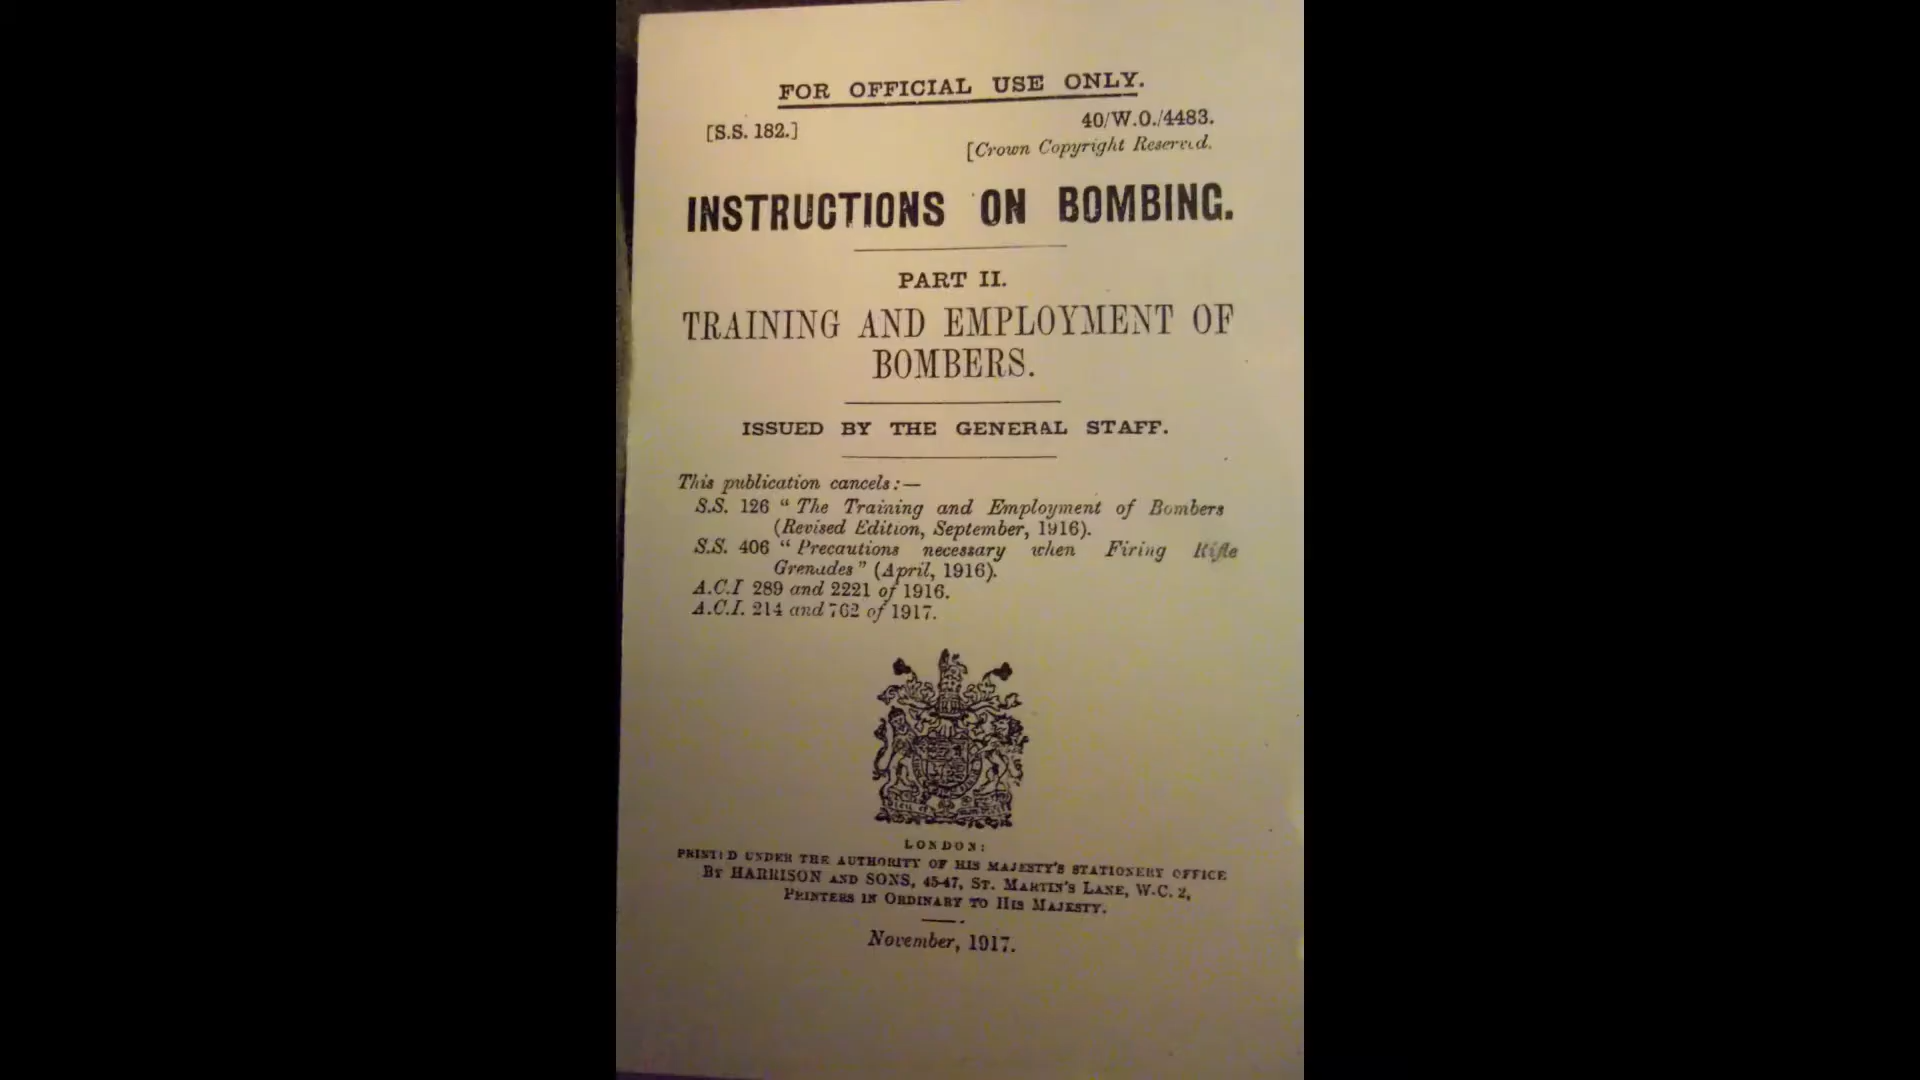 FOR OFFICIAL USE ONLY.
[S.S. 182.] 40/W.O./4483.
[Crown Copyright Reserved.
INSTRUCTIONS ON BOMBING.
PART II.
TRAINING AND EMPLOYMENT OF
BOMBERS.
ISSUED BY THE GENERAL STAFF.
This publication cancels:—
S.S. 126 “ The Training and Employment of Bombers
(Revised Edition, September, 1916).
S.S. 406 “ Precautions necessary when Firing Rifle
Grenades” (April, 1916).
A.C.I 289 and 2221 of 1916.
A.C.I. 214 and 762 of 1917.
LONDON:
PRINTED UNDER THE AUTHORITY OF HIS MAJESTY'S STATIONERY OFFICE
By HARRISON AND SONS, 45-47, St. Martin's Lane, W.C. 2,
Printers in Ordinary to His Majesty.
November, 1917.